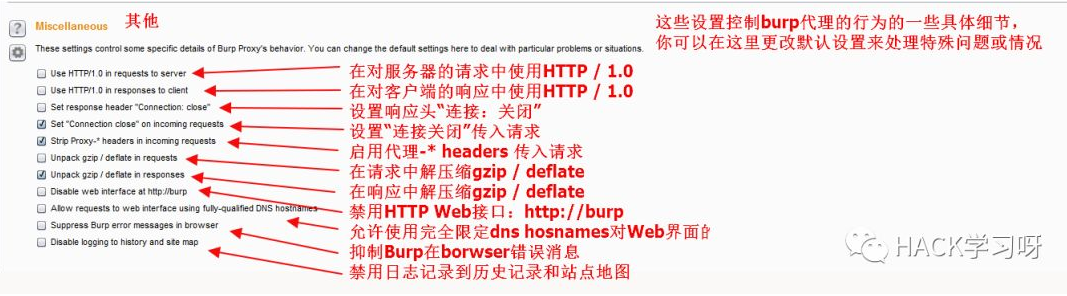 Miscellaneous 其他
这些设置控制burp代理的行为的一些具体细节，
你可以在这里更改默认设置来处理特殊问题或情况
These settings control some specific details of Burp Proxy's behavior. You can change the default settings here to deal with particular problems or situations.
Use HTTP/1.0 in requests to server 在对服务器的请求中使用HTTP / 1.0
Use HTTP/1.0 in responses to client 在对客户端的响应中使用HTTP / 1.0
Set response header "Connection: close" 设置响应头“连接：关闭”
Set "Connection close" on incoming requests 设置“连接关闭”传入请求
Strip Proxy-* headers in incoming requests 启用代理-* headers 传入请求
Unpack gzip / deflate in requests 在请求中解压缩gzip / deflate
Unpack gzip / deflate in responses 在响应中解压缩gzip / deflate
Disable web interface at http://burp 禁用HTTP Web接口：http://burp
Allow requests to web interface using fully-qualified DNS hostnames 允许使用完全限定dns hosnames对Web界面的
Suppress Burp error messages in browser 抑制Burp在borwser错误消息
Disable logging to history and site map 禁用日志记录到历史记录和站点地图
HACK学习呀